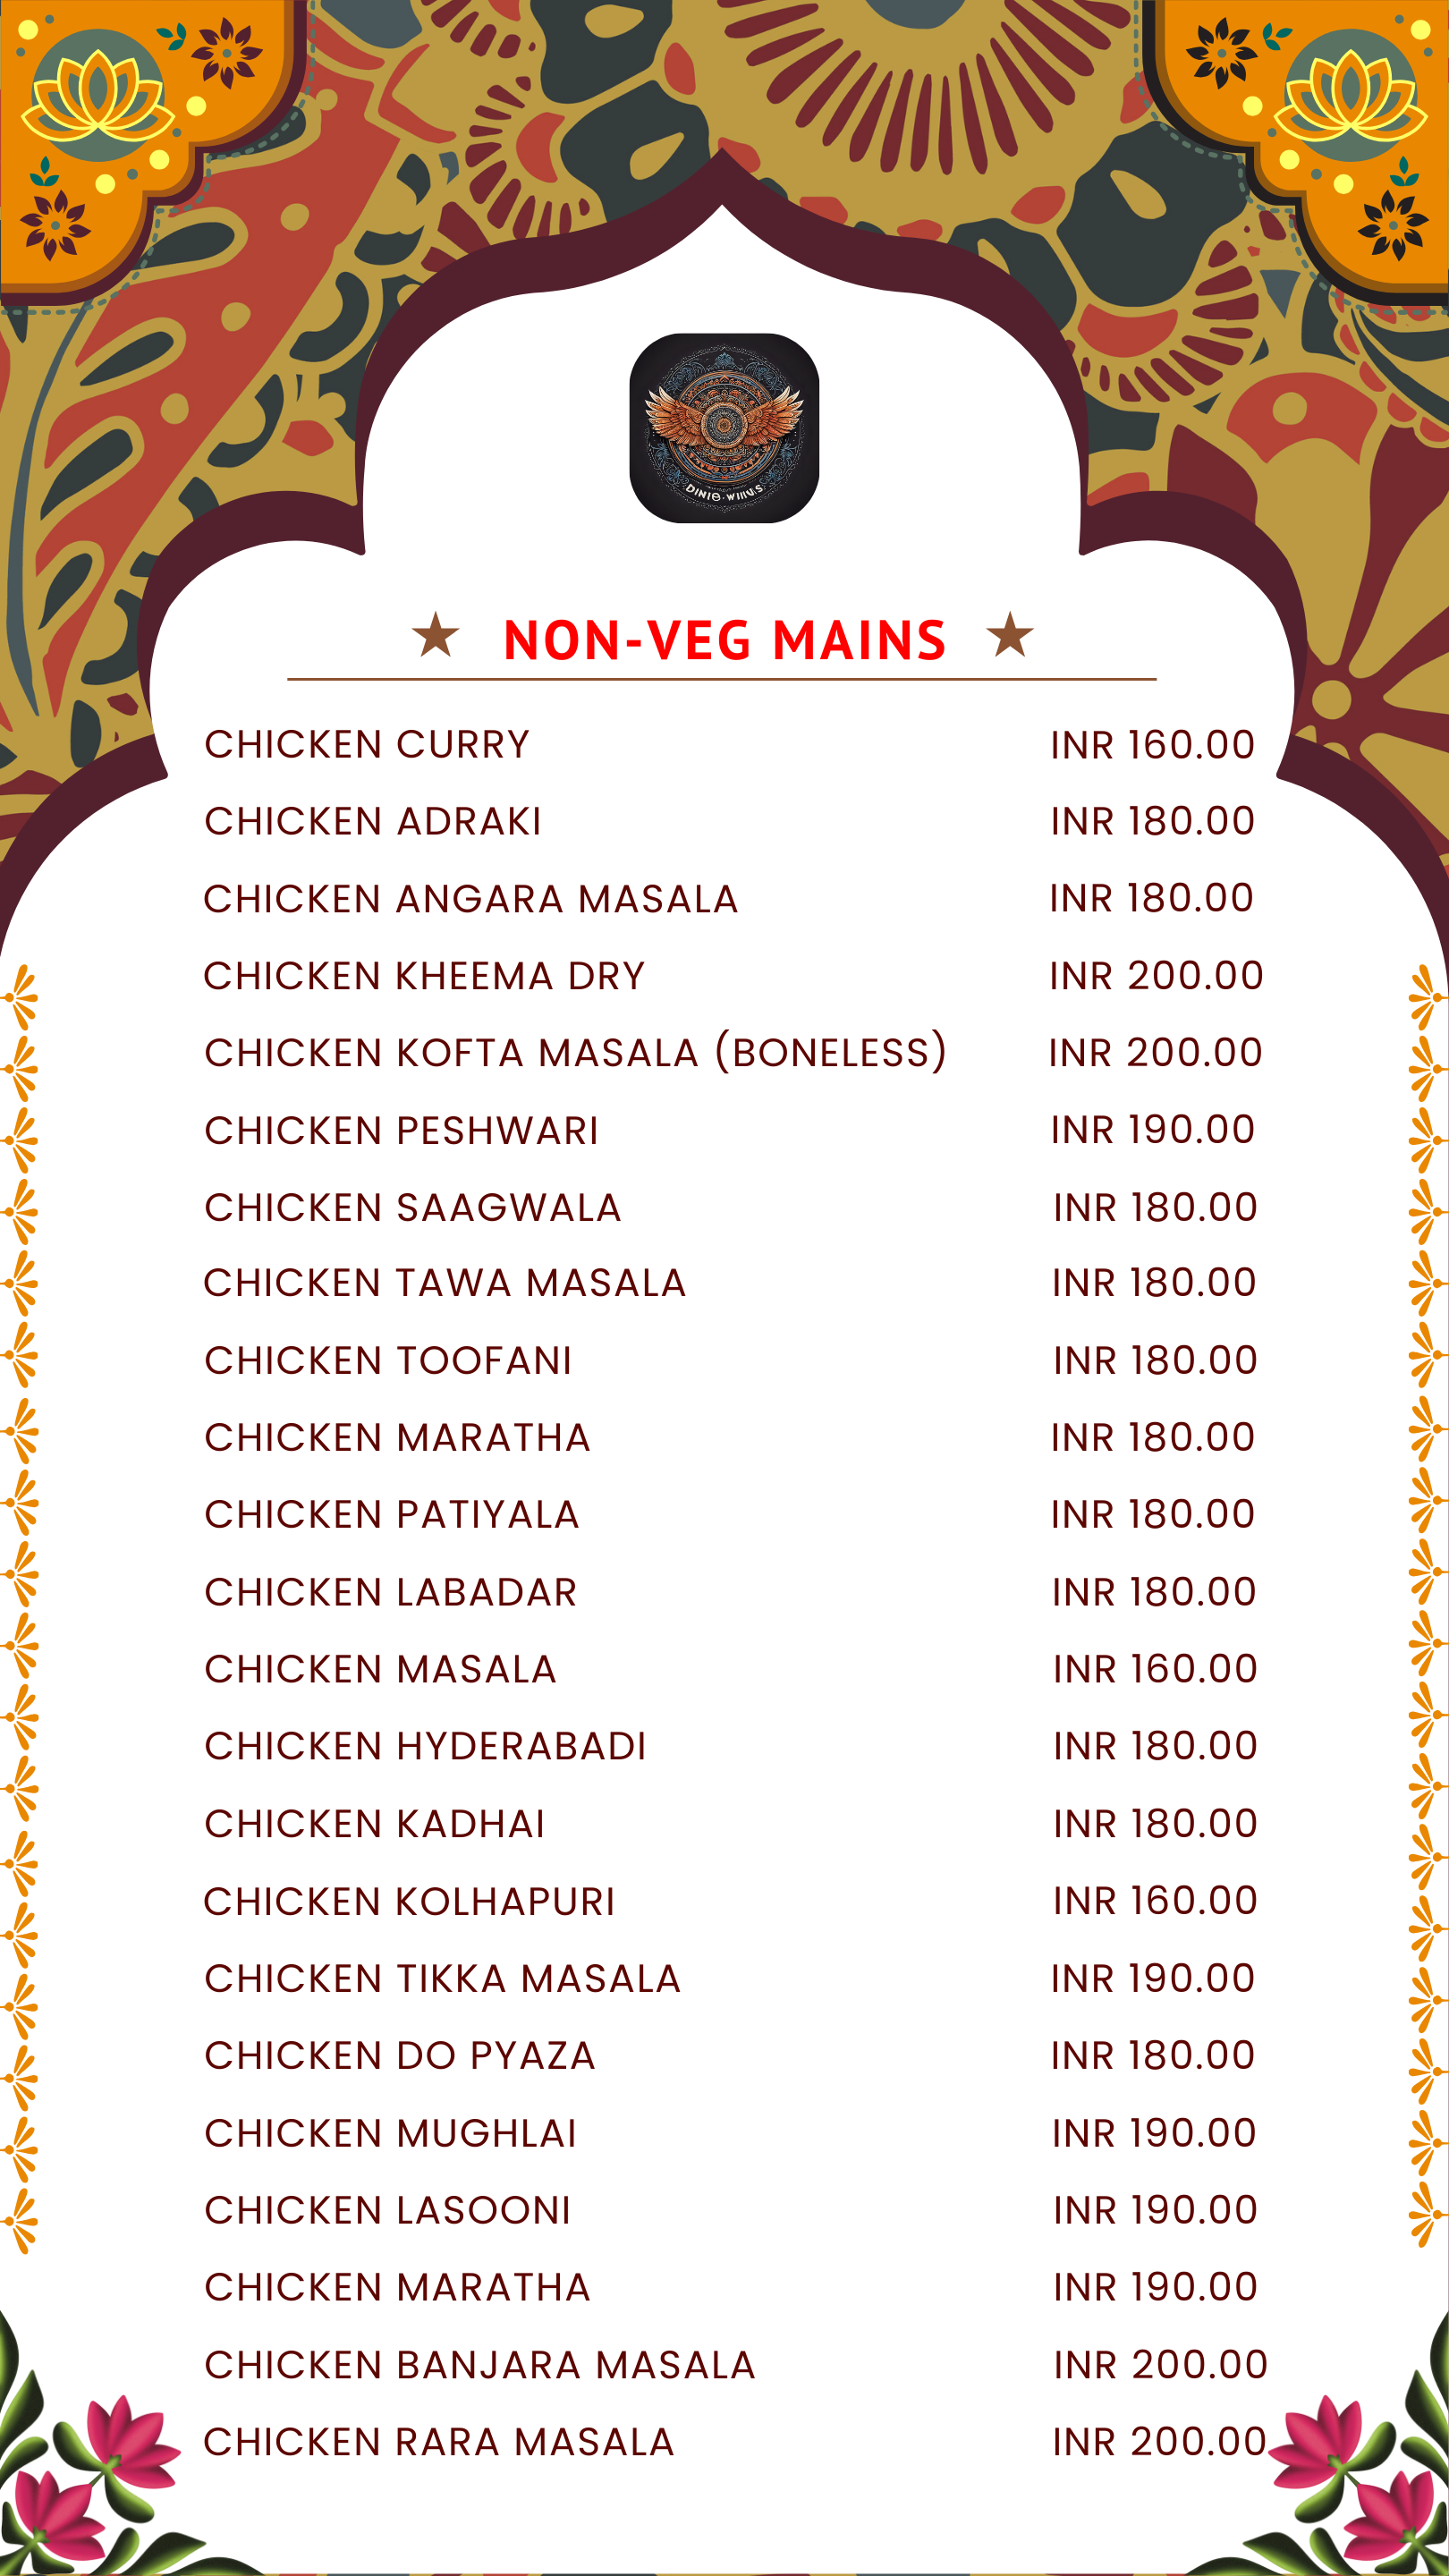 NON-VEG MAINS
CHICKEN CURRY INR 160.00
CHICKEN ADRAKI INR 180.00
CHICKEN ANGARA MASALA INR 180.00
CHICKEN KHEEMA DRY INR 200.00
CHICKEN KOFTA MASALA (BONELESS) INR 200.00
CHICKEN PESHWARI INR 190.00
CHICKEN SAAGWALA INR 180.00
CHICKEN TAWA MASALA INR 180.00
CHICKEN TOOFANI INR 180.00
CHICKEN MARATHA INR 180.00
CHICKEN PATIYALA INR 180.00
CHICKEN LABADAR INR 180.00
CHICKEN MASALA INR 160.00
CHICKEN HYDERABADI INR 180.00
CHICKEN KADHAI INR 180.00
CHICKEN KOLHAPURI INR 160.00
CHICKEN TIKKA MASALA INR 190.00
CHICKEN DO PYAZA INR 180.00
CHICKEN MUGHLAI INR 190.00
CHICKEN LASOONI INR 190.00
CHICKEN MARATHA INR 190.00
CHICKEN BANJARA MASALA INR 200.00
CHICKEN RARA MASALA INR 200.00